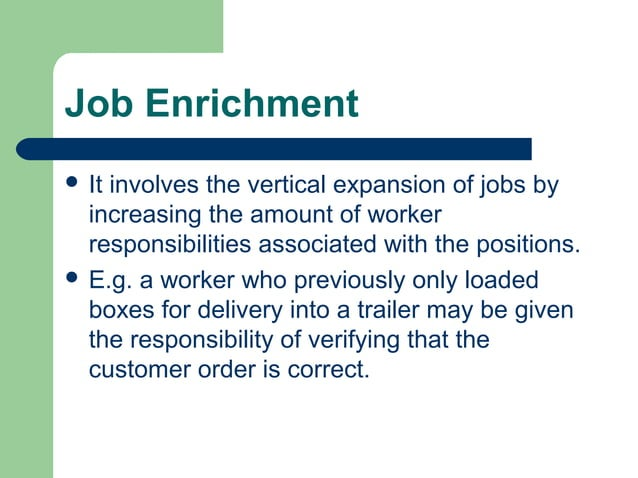 Job Enrichment
It involves the vertical expansion of jobs by
increasing the amount of worker
responsibilities associated with the positions.
E.g. a worker who previously only loaded
boxes for delivery into a trailer may be given
the responsibility of verifying that the
customer order is correct.